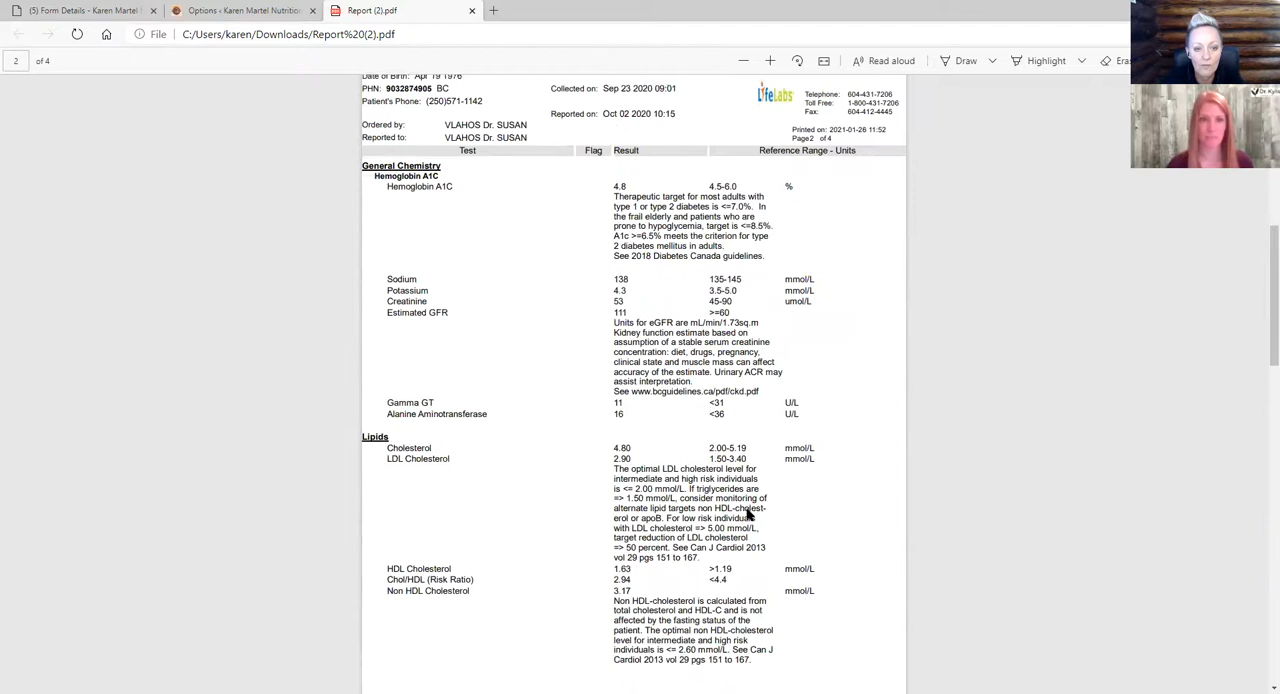 (5) Form Details - Karen Martel
Options ‹ Karen Martel Nutrition
Report (2).pdf
File C:/Users/karen/Downloads/Report%20(2).pdf
2 of 4
Read aloud
Draw
Highlight
Date of Birth: Apr 19 1976
PHN: 9032874905 BC
Patient's Phone: (250)571-1142
Collected on: Sep 23 2020 09:01
Reported on: Oct 02 2020 10:15
LifeLabs
Telephone: 604-431-7206
Toll Free: 1-800-431-7206
Fax: 604-412-4445
Printed on: 2021-01-26 11:52
Page2 of 4
Ordered by: VLAHOS Dr. SUSAN
Reported to: VLAHOS Dr. SUSAN
Test Flag Result Reference Range - Units
General Chemistry
Hemoglobin A1C
Hemoglobin A1C 4.8 4.5-6.0 %
Therapeutic target for most adults with
type 1 or type 2 diabetes is <=7.0%. In
the frail elderly and patients who are
prone to hypoglycemia, target is <=8.5%.
A1c >=6.5% meets the criterion for type
2 diabetes mellitus in adults.
See 2018 Diabetes Canada guidelines.
Sodium 138 135-145 mmol/L
Potassium 4.3 3.5-5.0 mmol/L
Creatinine 53 45-90 umol/L
Estimated GFR 111 >=60
Units for eGFR are mL/min/1.73sq.m
Kidney function estimate based on
assumption of a stable serum creatinine
concentration: diet, drugs, pregnancy,
clinical state and muscle mass can affect
accuracy of the estimate. Urinary ACR may
assist interpretation.
See www.bcguidelines.ca/pdf/ckd.pdf
Gamma GT 11 <31 U/L
Alanine Aminotransferase 16 <36 U/L
Lipids
Cholesterol 4.80 2.00-5.19 mmol/L
LDL Cholesterol 2.90 1.50-3.40 mmol/L
The optimal LDL cholesterol level for
intermediate and high risk individuals
is <= 2.00 mmol/L. If triglycerides are
=> 1.50 mmol/L, consider monitoring of
alternate lipid targets non HDL-cholest-
erol or apoB. For low risk individuals
with LDL cholesterol => 5.00 mmol/L,
target reduction of LDL cholesterol
=> 50 percent. See Can J Cardiol 2013
vol 29 pgs 151 to 167.
HDL Cholesterol 1.63 >1.19 mmol/L
Chol/HDL (Risk Ratio) 2.94 <4.4
Non HDL Cholesterol 3.17 mmol/L
Non HDL-cholesterol is calculated from
total cholesterol and HDL-C and is not
affected by the fasting status of the
patient. The optimal non HDL-cholesterol
level for intermediate and high risk
individuals is <= 2.60 mmol/L. See Can J
Cardiol 2013 vol 29 pgs 151 to 167.